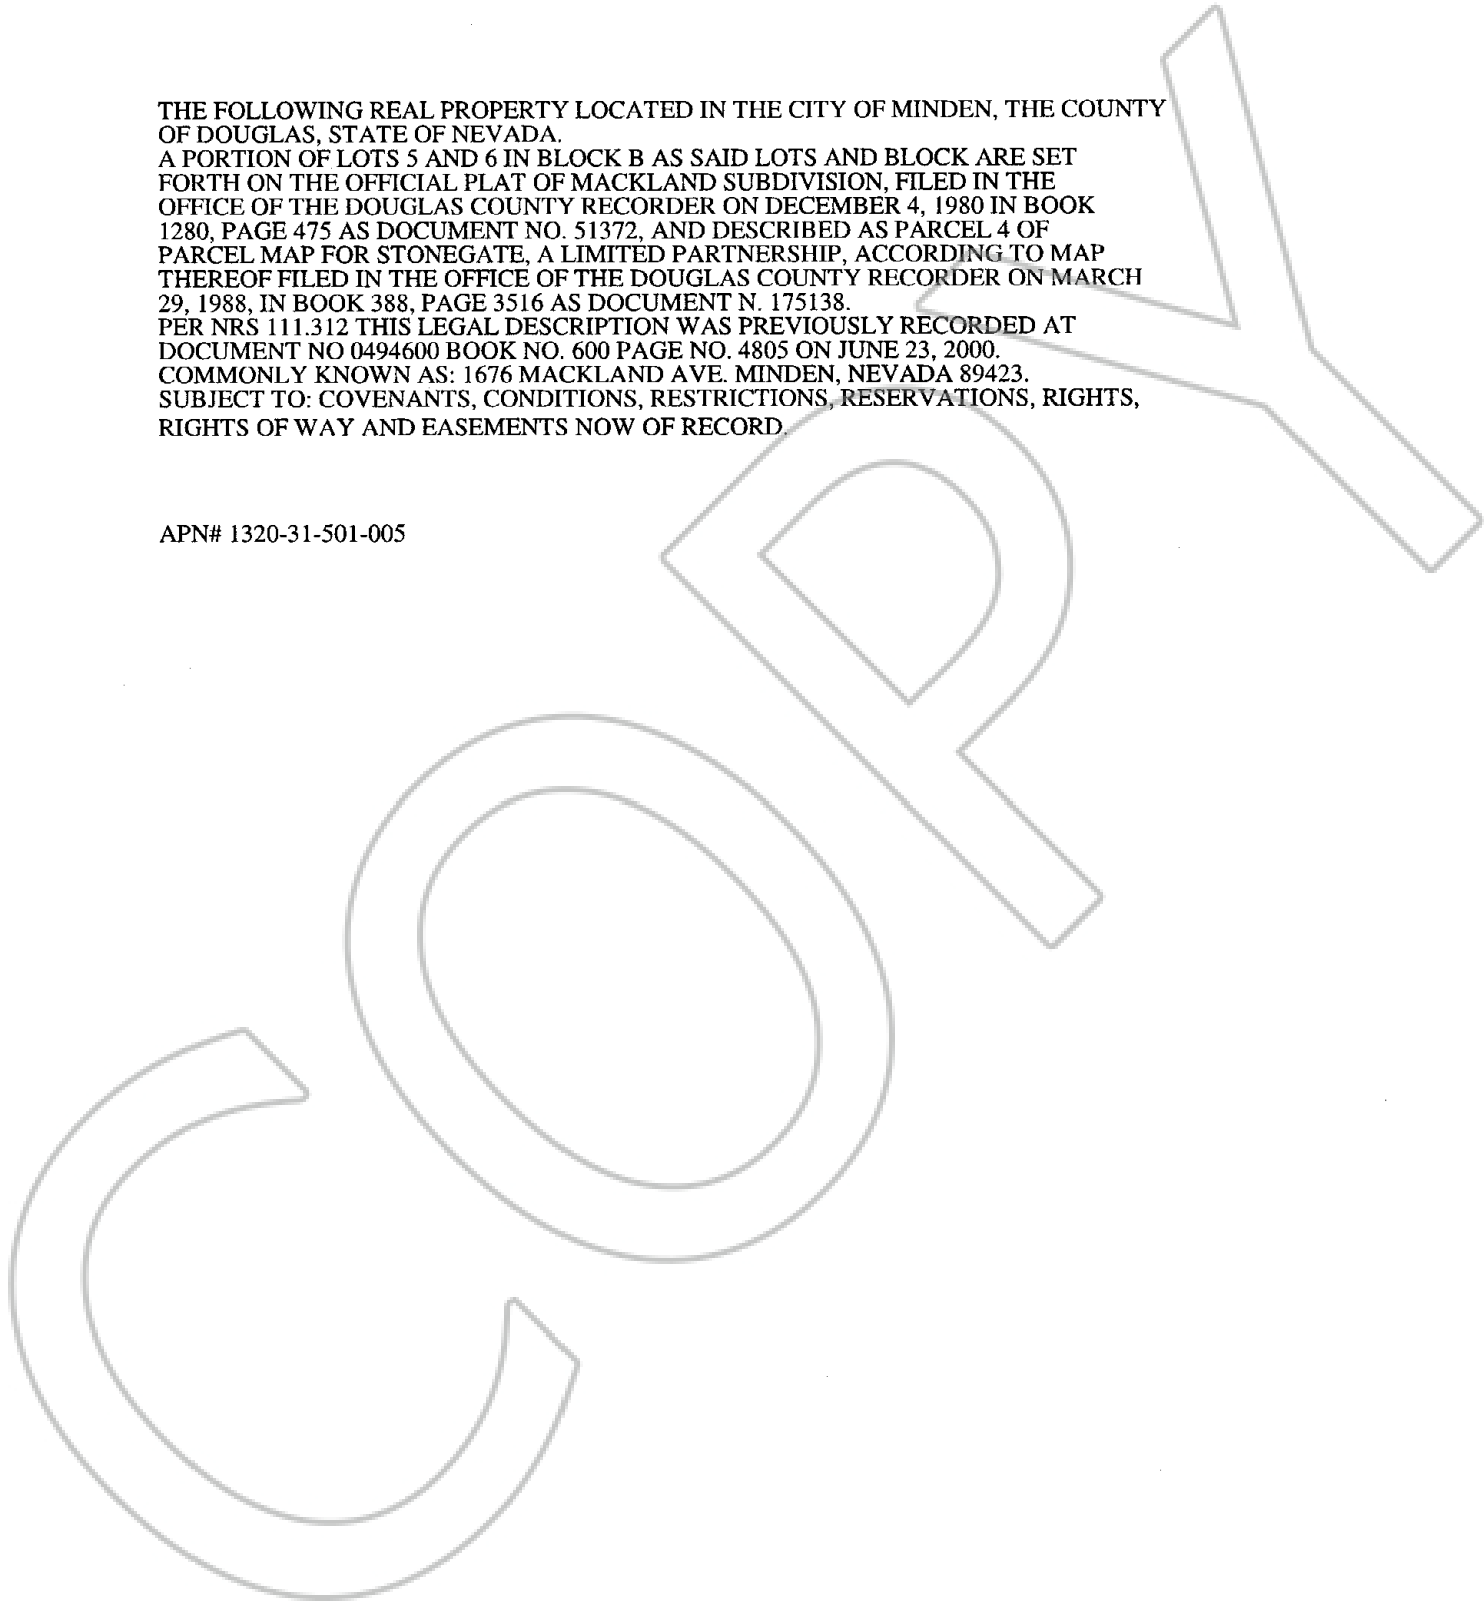 THE FOLLOWING REAL PROPERTY LOCATED IN THE CITY OF MINDEN, THE COUNTY
OF DOUGLAS, STATE OF NEVADA.
A PORTION OF LOTS 5 AND 6 IN BLOCK B AS SAID LOTS AND BLOCK ARE SET
FORTH ON THE OFFICIAL PLAT OF MACKLAND SUBDIVISION, FILED IN THE
OFFICE OF THE DOUGLAS COUNTY RECORDER ON DECEMBER 4, 1980 IN BOOK
1280, PAGE 475 AS DOCUMENT NO. 51372, AND DESCRIBED AS PARCEL 4 OF
PARCEL MAP FOR STONEGATE, A LIMITED PARTNERSHIP, ACCORDING TO MAP
THEREOF FILED IN THE OFFICE OF THE DOUGLAS COUNTY RECORDER ON MARCH
29, 1988, IN BOOK 388, PAGE 3516 AS DOCUMENT N. 175138.
PER NRS 111.312 THIS LEGAL DESCRIPTION WAS PREVIOUSLY RECORDED AT
DOCUMENT NO 0494600 BOOK NO. 600 PAGE NO. 4805 ON JUNE 23, 2000.
COMMONLY KNOWN AS: 1676 MACKLAND AVE. MINDEN, NEVADA 89423.
SUBJECT TO: COVENANTS, CONDITIONS, RESTRICTIONS, RESERVATIONS, RIGHTS,
RIGHTS OF WAY AND EASEMENTS NOW OF RECORD.
APN# 1320-31-501-005
COPY